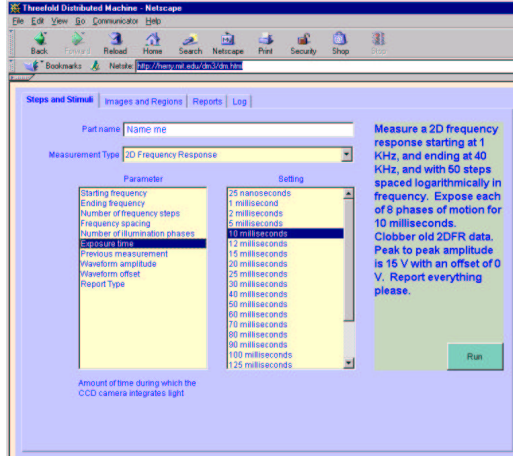 Threefold Distributed Machine - Netscape
File Edit View Go Communicator Help
Back Forward Reload Home Search Netscape Print Security Shop Stop
Bookmarks Netsite: http://herry.mit.edu/dm3/dm.html
Steps and Stimuli Images and Regions Reports Log
Part name Name me
Measurement Type 2D Frequency Response
Parameter
Starting frequency
Ending frequency
Number of frequency steps
Frequency spacing
Number of illumination phases
Exposure time
Previous measurement
Waveform amplitude
Waveform offset
Report Type
Amount of time during which the
CCD camera integrates light
Setting
25 nanoseconds
1 millisecond
2 milliseconds
5 milliseconds
10 milliseconds
12 milliseconds
15 milliseconds
20 milliseconds
25 milliseconds
30 milliseconds
40 milliseconds
50 milliseconds
60 milliseconds
70 milliseconds
80 milliseconds
90 milliseconds
100 milliseconds
125 milliseconds
Measure a 2D frequency
response starting at 1
KHz, and ending at 40
KHz, and with 50 steps
spaced logarithmically in
frequency. Expose each
of 8 phases of motion for
10 milliseconds.
Clobber old 2DFR data.
Peak to peak amplitude
is 15 V with an offset of 0
V. Report everything
please.
Run